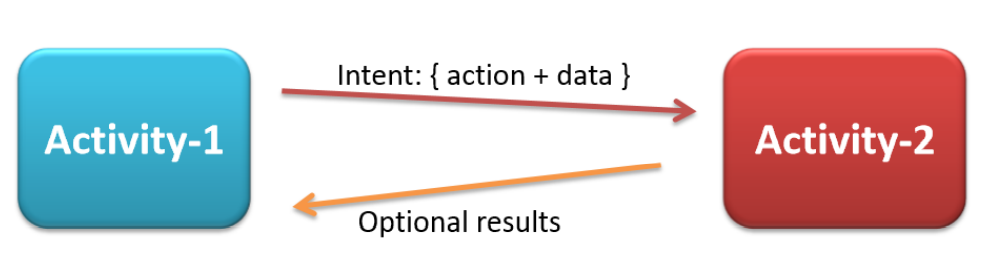 Intent: { action + data }
Activity-1
Activity-2
Optional results